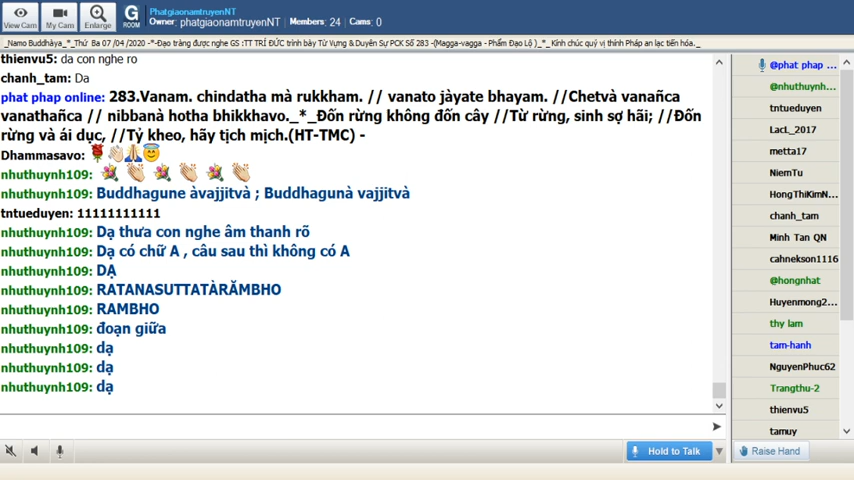 PhatgiaonamtruyenNT
Owner: phatgiaonamtruyenNT | Members: 24 | Cams: 0
View Cam
My Cam
Enlarge
G ROOM
_Namo Buddhàya_*_Thứ Ba 07 /04 /2020 -*-Đạo tràng được nghe GS :TT TRÍ ĐỨC trình bày Từ Vựng & Duyên Sự PCK Số 283 -(Magga-vagga - Phẩm Đạo Lộ )_*_ Kính chúc quý vị thính Pháp an lạc tiến hóa._
thienvu5: da con nghe ro
chanh_tam: Da
phat phap online: 283.Vanam. chindatha mà rukkham. // vanato jàyate bhayam. //Chetvà vanañca
vanathañca // nibbanà hotha bhikkhavo._*_Đốn rừng không đốn cây //Từ rừng, sinh sợ hãi; //Đốn
rừng và ái dục, //Tỷ kheo, hãy tịch mịch.(HT-TMC) -
Dhammasavo:
nhuthuynh109:
nhuthuynh109: Buddhagune àvajjitvà ; Buddhagunà vajjitvà
tntueduyen: 11111111111
nhuthuynh109: Dạ thưa con nghe âm thanh rõ
nhuthuynh109: Dạ có chữ A , câu sau thì không có A
nhuthuynh109: DẠ
nhuthuynh109: RATANASUTTATÀRĂMBHO
nhuthuynh109: RAMBHO
nhuthuynh109: đoạn giữa
nhuthuynh109: dạ
nhuthuynh109: dạ
nhuthuynh109: dạ
Hold to Talk
@phat phap ...
@nhuthuynh...
tntueduyen
LacL_2017
metta17
NiemTu
HongThiKimN...
chanh_tam
Minh Tan QN
cahnekson1116
@hongnhat
Huyenmong2...
thy lam
tam-hanh
NguyenPhuc62
Trangthu-2
thienvu5
tamuy
Raise Hand